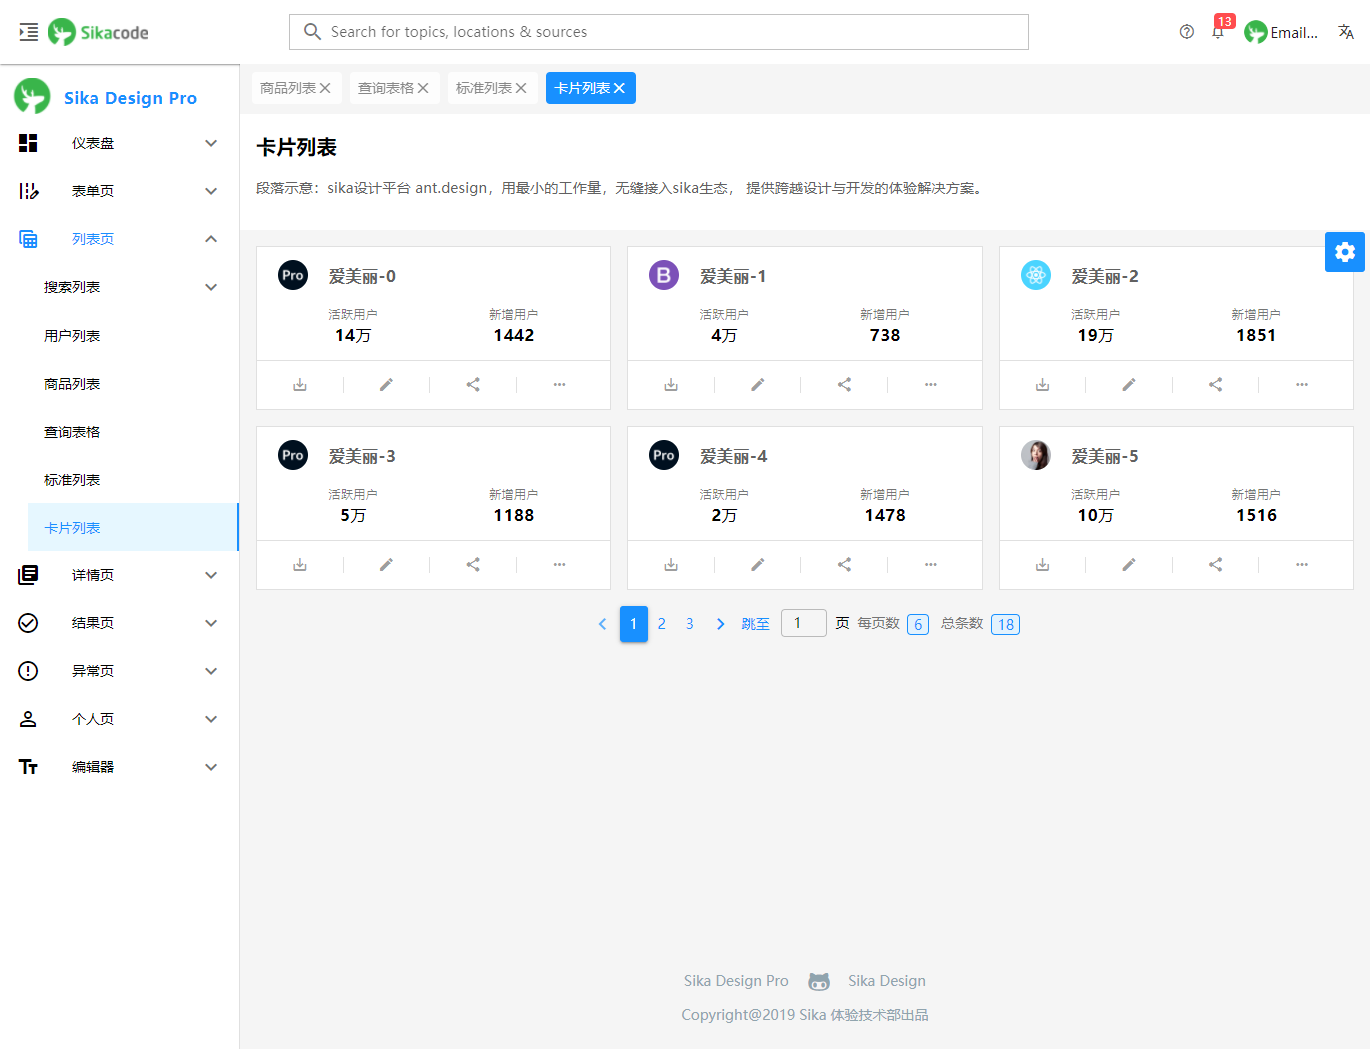 Sikacode
Search for topics, locations & sources
13
Email...
Sika Design Pro
仪表盘
表单页
列表页
搜索列表
用户列表
商品列表
查询表格
标准列表
卡片列表
详情页
结果页
异常页
个人页
编辑器
商品列表 查询表格 标准列表 卡片列表
卡片列表
段落示意：sika设计平台 ant.design，用最小的工作量，无缝接入sika生态， 提供跨越设计与开发的体验解决方案。
Pro 爱美丽-0
活跃用户 新增用户
14万 1442
B 爱美丽-1
活跃用户 新增用户
4万 738
爱美丽-2
活跃用户 新增用户
19万 1851
Pro 爱美丽-3
活跃用户 新增用户
5万 1188
Pro 爱美丽-4
活跃用户 新增用户
2万 1478
爱美丽-5
活跃用户 新增用户
10万 1516
1 2 3 跳至 1 页 每页数 6 总条数 18
Sika Design Pro Sika Design
Copyright@2019 Sika 体验技术部出品